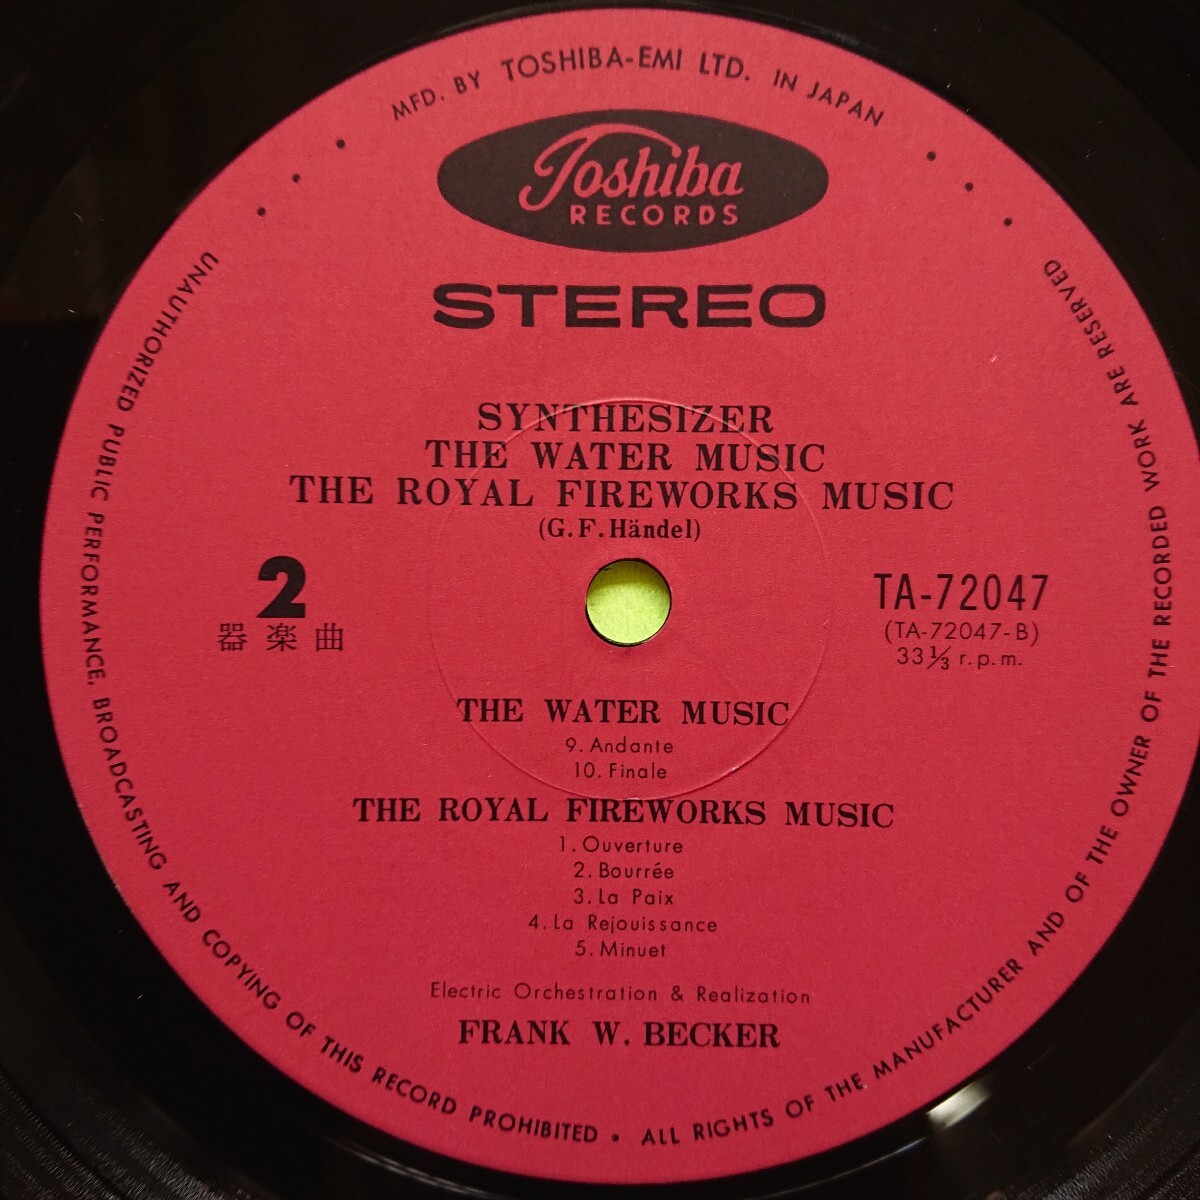 MFD. BY TOSHIBA-EMI LTD. IN JAPAN
Toshiba
RECORDS
STEREO
SYNTHESIZER
THE WATER MUSIC
THE ROYAL FIREWORKS MUSIC
(G.F.Händel)
2
器楽曲
TA-72047
(TA-72047-B)
33⅓ r.p.m.
THE WATER MUSIC
9. Andante
10. Finale
THE ROYAL FIREWORKS MUSIC
1. Ouverture
2. Bourrée
3. La Paix
4. La Rejouissance
5. Minuet
Electric Orchestration & Realization
FRANK W. BECKER
UNAUTHORIZED PUBLIC PERFORMANCE, BROADCASTING AND COPYING OF THIS RECORD PROHIBITED • ALL RIGHTS OF THE MANUFACTURER AND OF THE OWNER OF THE RECORDED WORK ARE RESERVED